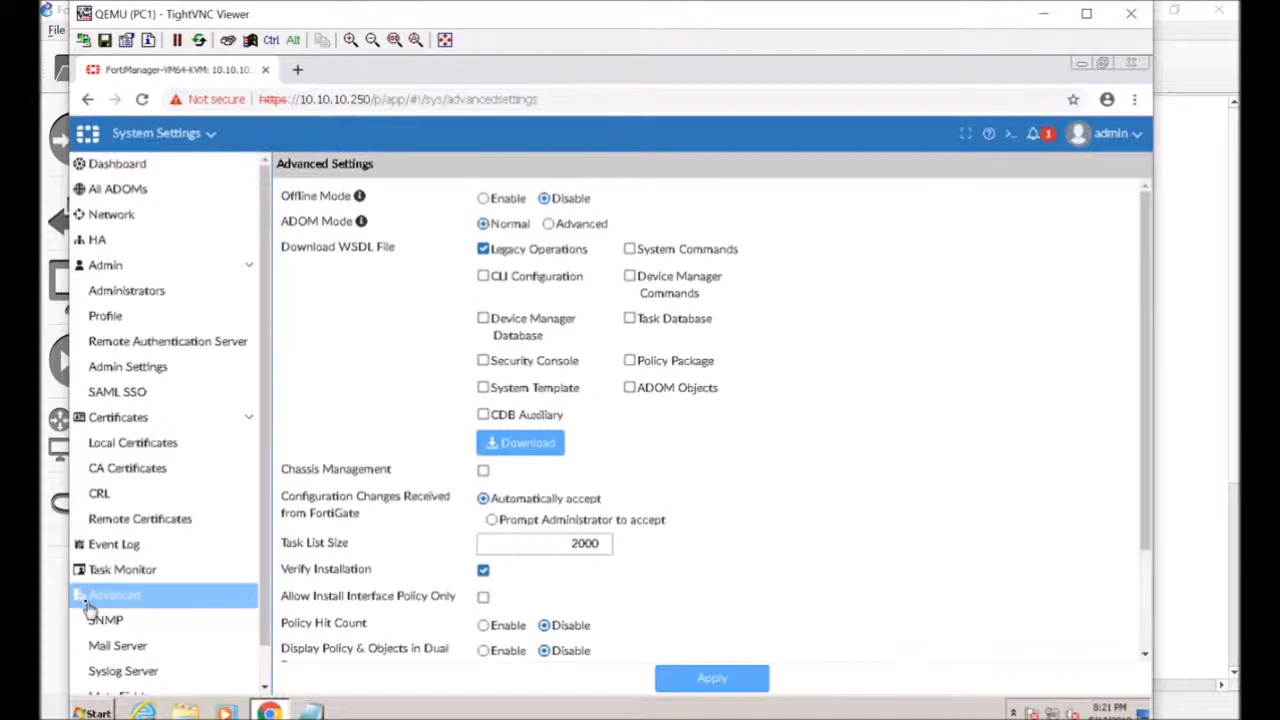 QEMU (PC1) - TightVNC Viewer
File
Ctrl Alt
FortiManager-VM64-KVM: 10.10.10.
Not secure https://10.10.10.250/p/app/#!/sys/advancedsettings
System Settings
1 admin
Dashboard
All ADOMs
Network
HA
Admin
Administrators
Profile
Remote Authentication Server
Admin Settings
SAML SSO
Certificates
Local Certificates
CA Certificates
CRL
Remote Certificates
Event Log
Task Monitor
Advanced
SNMP
Mail Server
Syslog Server
Advanced Settings
Offline Mode Enable Disable
ADOM Mode Normal Advanced
Download WSDL File Legacy Operations System Commands
CLI Configuration Device Manager
Commands
Device Manager Task Database
Database
Security Console Policy Package
System Template ADOM Objects
CDB Auxiliary
Download
Chassis Management
Configuration Changes Received Automatically accept
from FortiGate Prompt Administrator to accept
Task List Size 2000
Verify Installation
Allow Install Interface Policy Only
Policy Hit Count Enable Disable
Display Policy & Objects in Dual Enable Disable
Apply
Start
8:21 PM